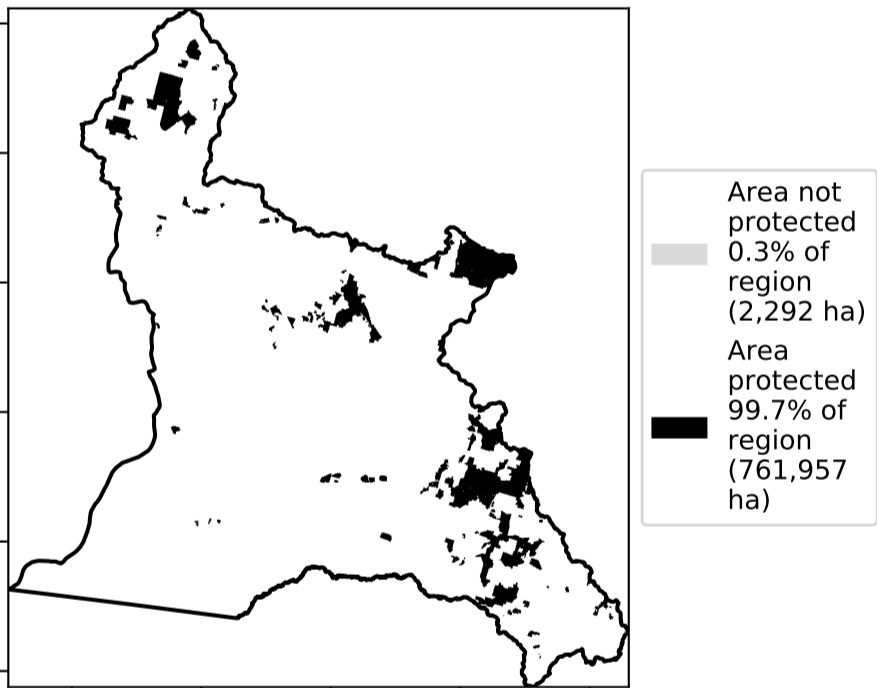 Area not
protected
0.3% of
region
(2,292 ha)
Area
protected
99.7% of
region
(761,957
ha)